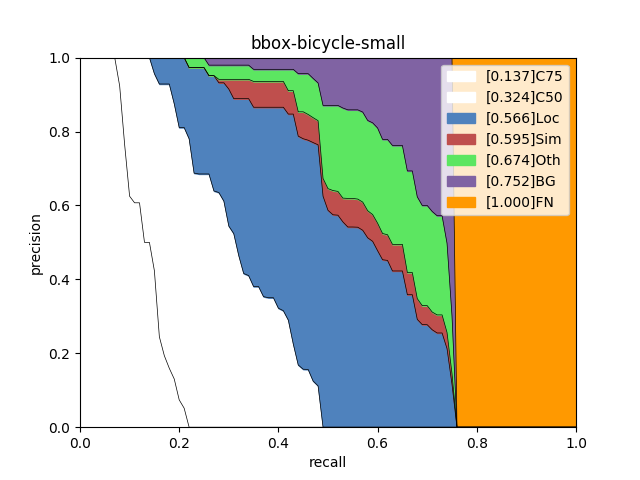 bbox-bicycle-small
1.0
0.8
0.6
0.4
0.2
0.0
precision
[0.137]C75
[0.324]C50
[0.566]Loc
[0.595]Sim
[0.674]Oth
[0.752]BG
[1.000]FN
0.0 0.2 0.4 0.6 0.8 1.0
recall